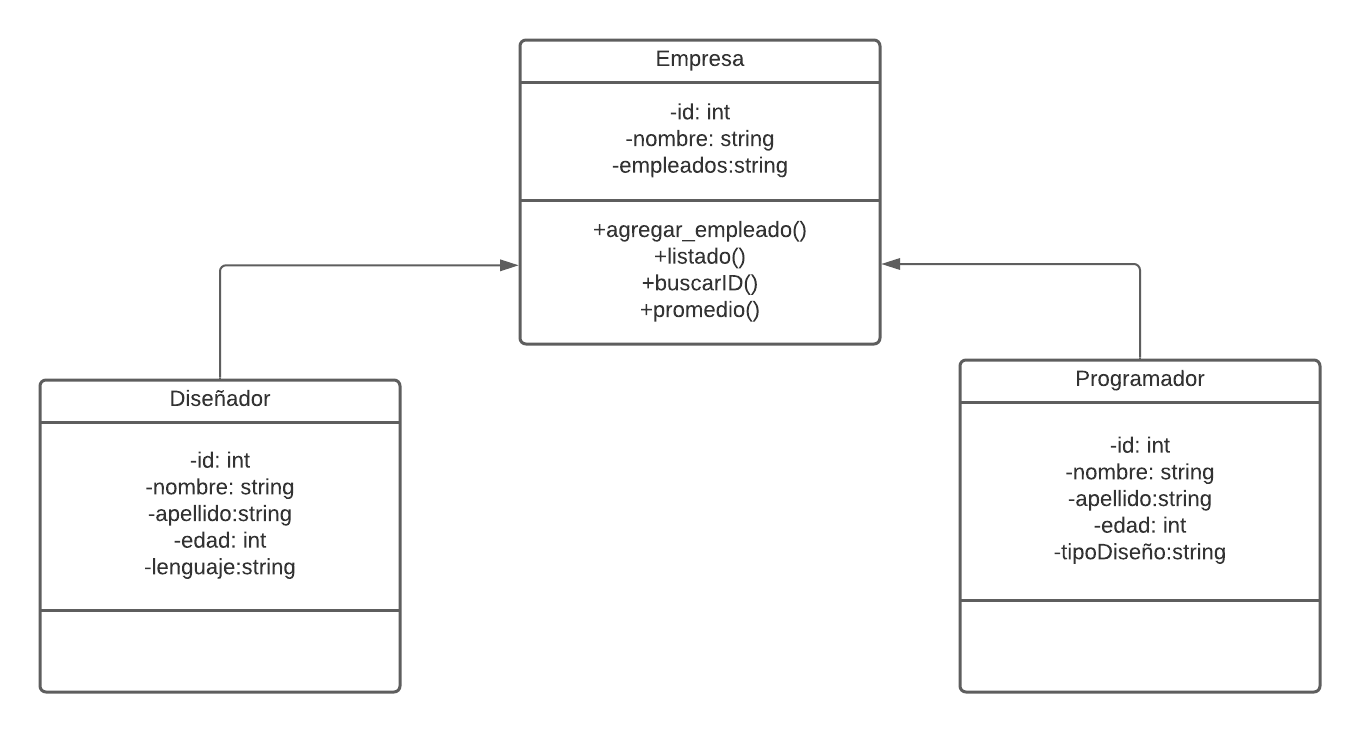 Empresa
-id: int
-nombre: string
-empleados:string
+agregar_empleado()
+listado()
+buscarID()
+promedio()
Diseñador
-id: int
-nombre: string
-apellido:string
-edad: int
-lenguaje:string
Programador
-id: int
-nombre: string
-apellido:string
-edad: int
-tipoDiseño:string